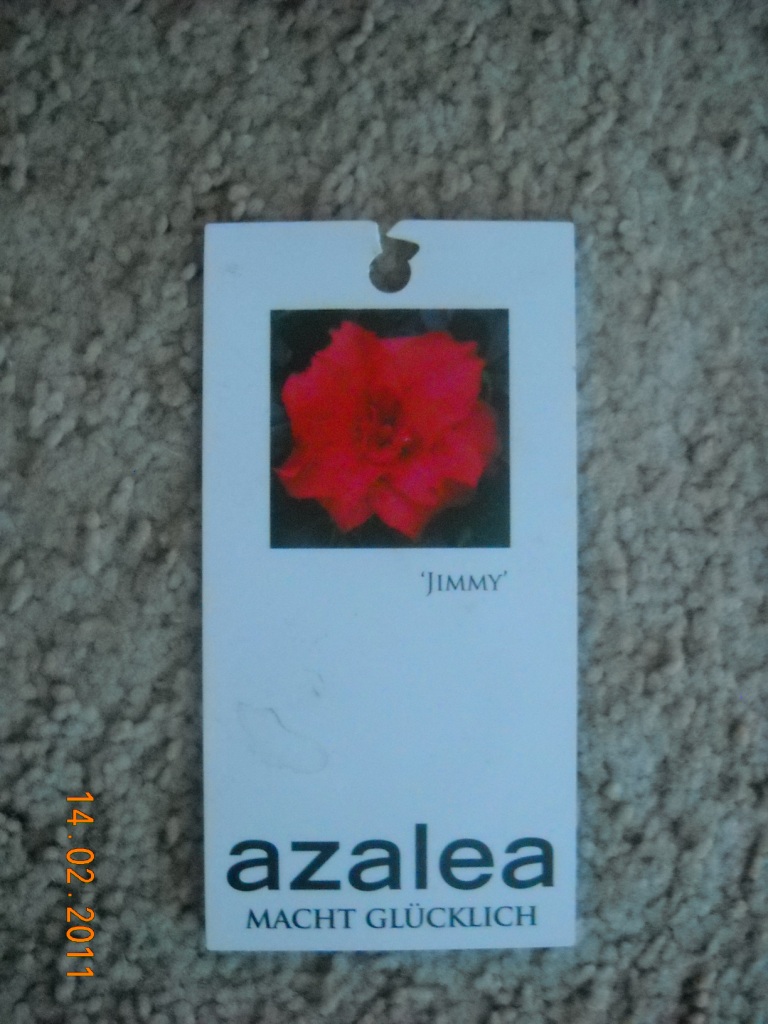 ‘JIMMY’
azalea
MACHT GLÜCKLICH
14.02.2011